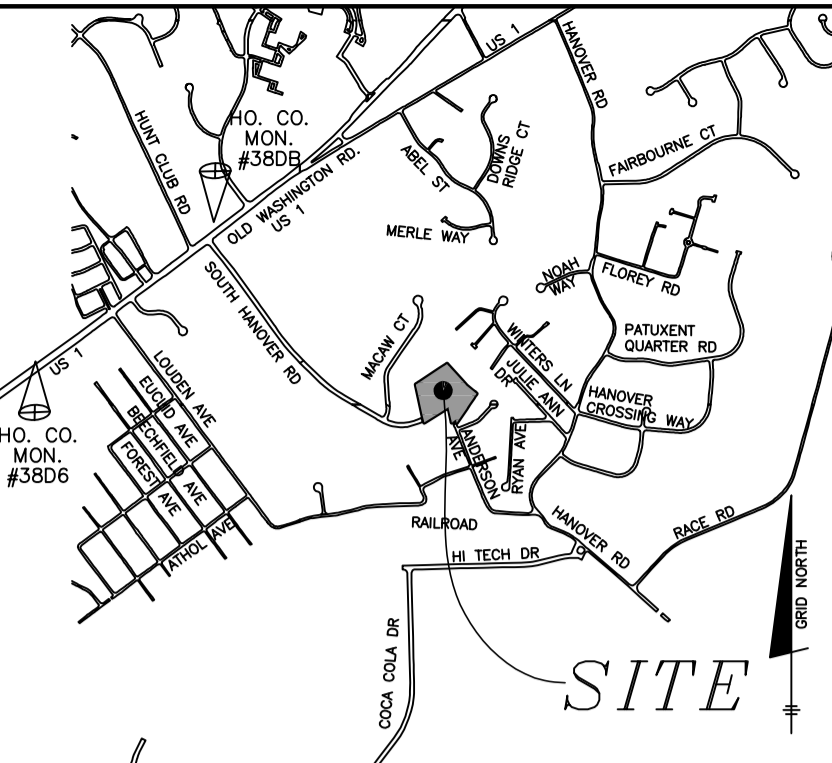 US 1
HANOVER RD
HUNT CLUB RD
HO. CO.
MON.
#38DB
OLD WASHINGTON RD.
US 1
ABEL ST
DOWNS
RIDGE CT
FAIRBOURNE CT
MERLE WAY
NOAH
WAY
FLOREY RD
SOUTH HANOVER RD
MACAW CT
WINTERS LN
PATUXENT
QUARTER RD
JULIE ANN
DR
HANOVER
CROSSING WAY
US 1
HO. CO.
MON.
#38D6
LOUDEN AVE
EUCLID AVE
BEECHFIELD AVE
FOREST AVE
ATHOL AVE
ANDERSON
AVE
RYAN AVE
RAILROAD
HANOVER RD
RACE RD
HI TECH DR
COCA COLA DR
GRID NORTH
SITE